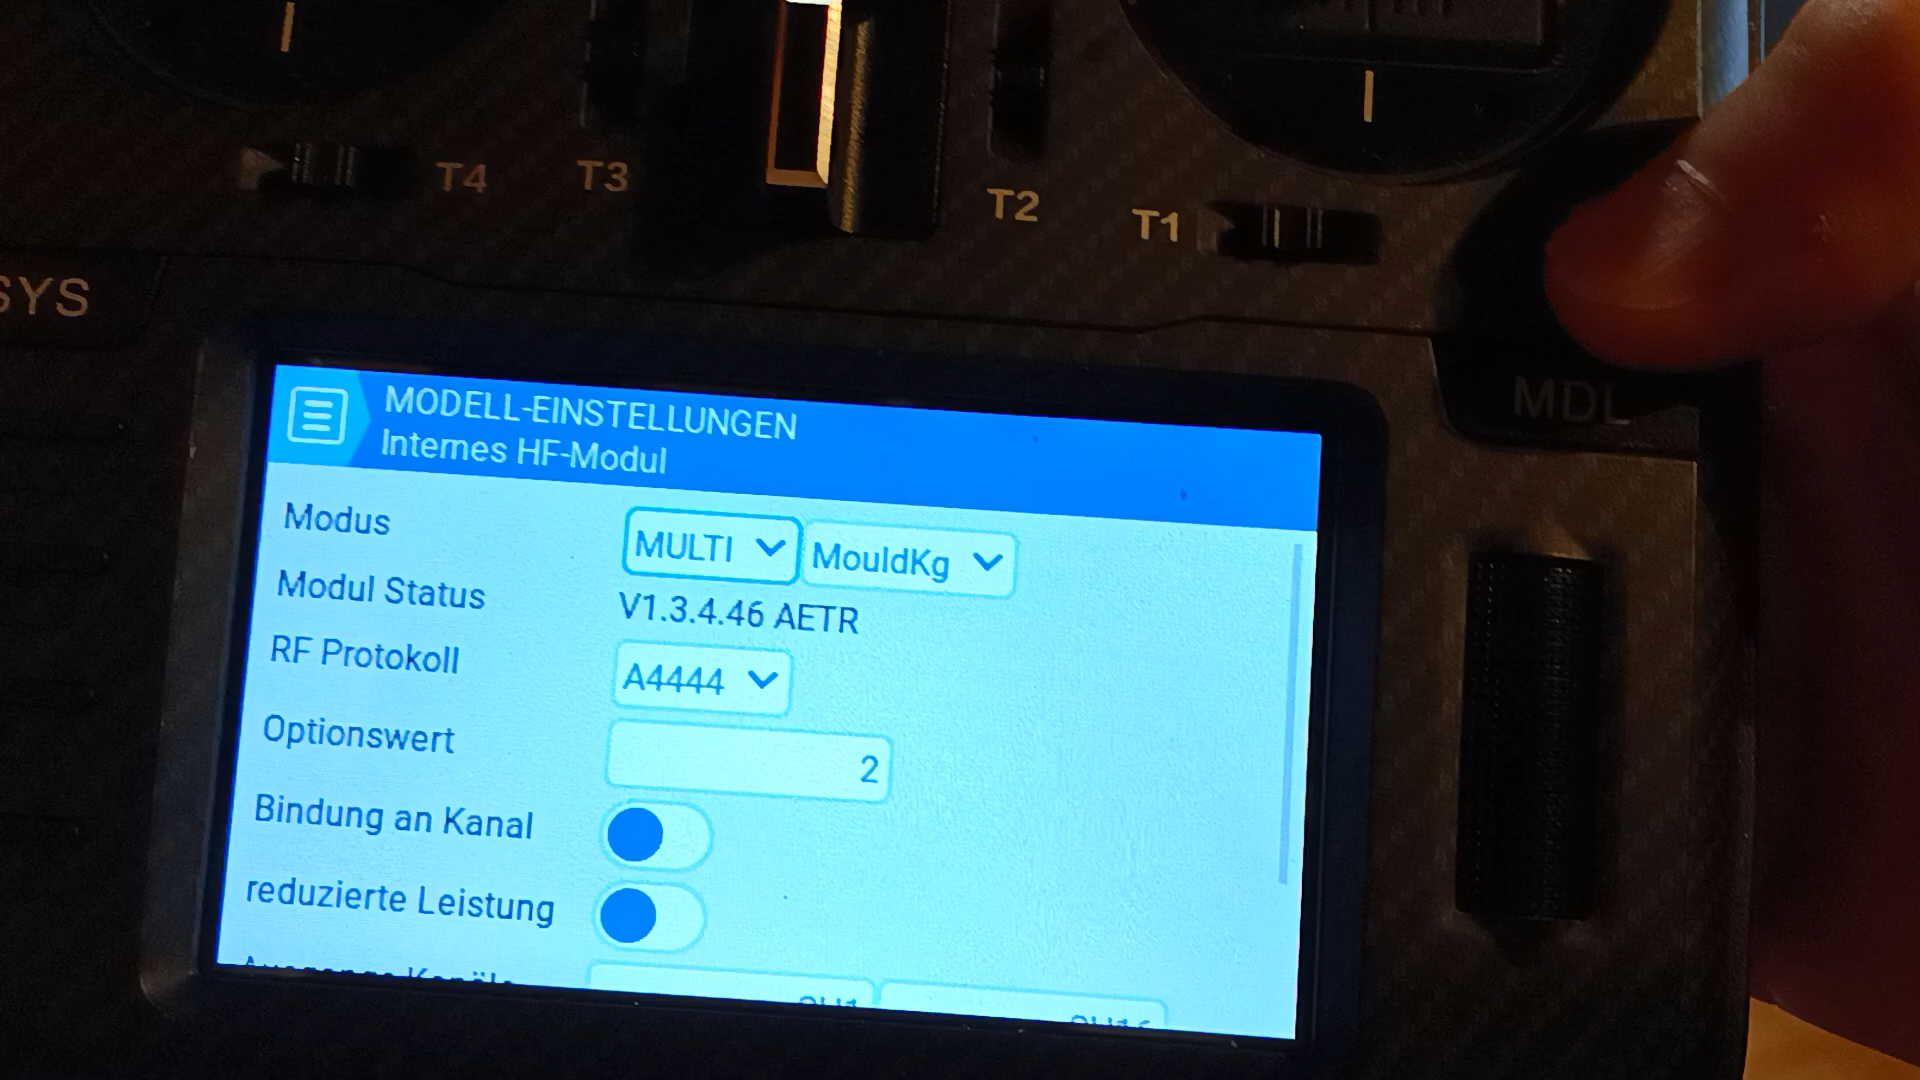 T4
T3
T2
T1
SYS
MDL
MODELL-EINSTELLUNGEN
Internes HF-Modul
Modus
MULTI
MouldKg
Modul Status
V1.3.4.46 AETR
RF Protokoll
A4444
Optionswert
2
Bindung an Kanal
reduzierte Leistung